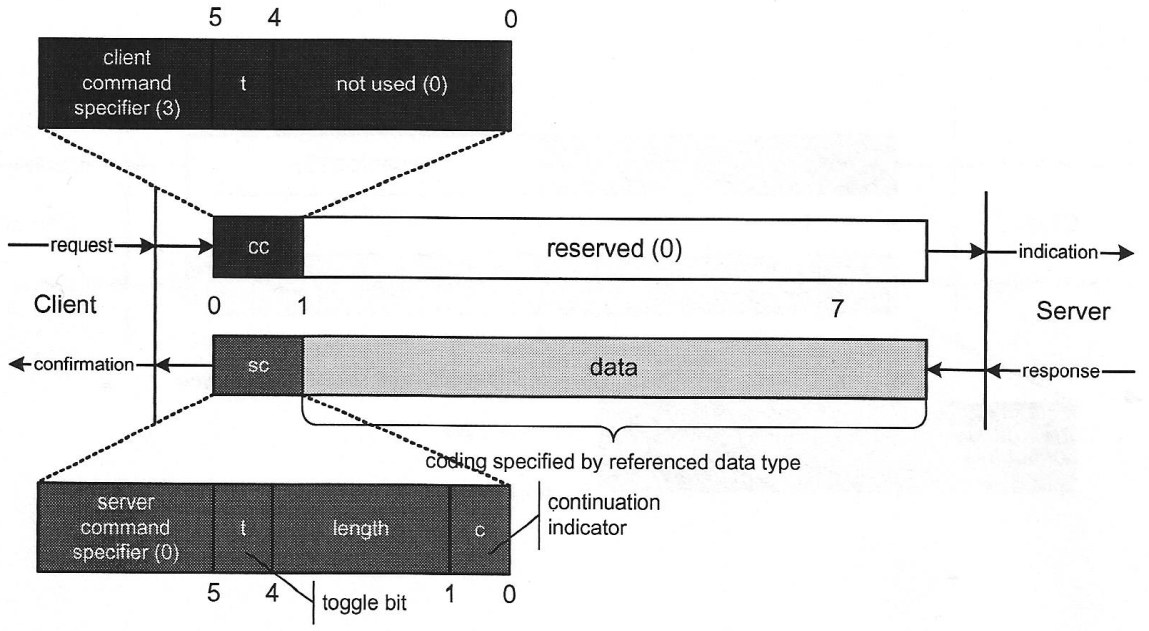 5 4 0
client
command
specifier (3)
t
not used (0)
request
cc
reserved (0)
indication
Client
0 1 7
Server
confirmation
sc
data
response
coding specified by referenced data type
server
command
specifier (0)
t
length
c
continuation
indicator
5 4 1 0
toggle bit